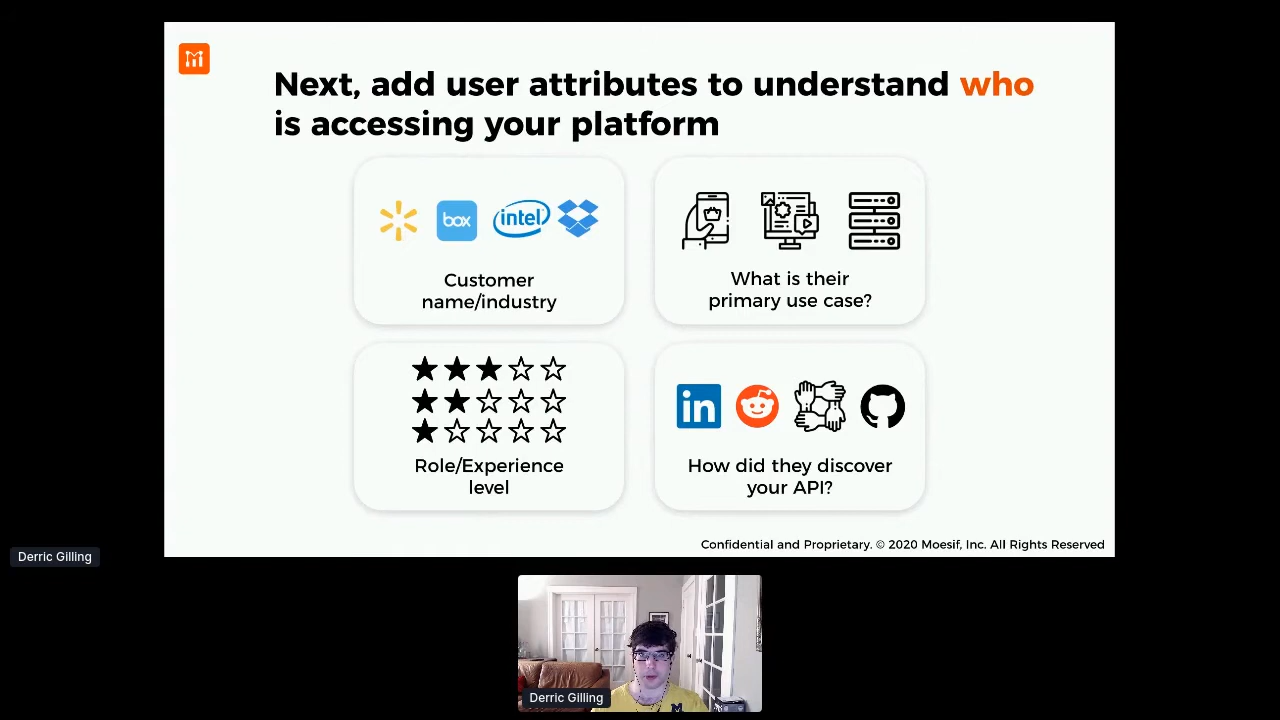 Next, add user attributes to understand who
is accessing your platform
box
intel
Customer
name/industry
What is their
primary use case?
Role/Experience
level
in
How did they discover
your API?
Confidential and Proprietary. © 2020 Moesif, Inc. All Rights Reserved
Derric Gilling
Derric Gilling